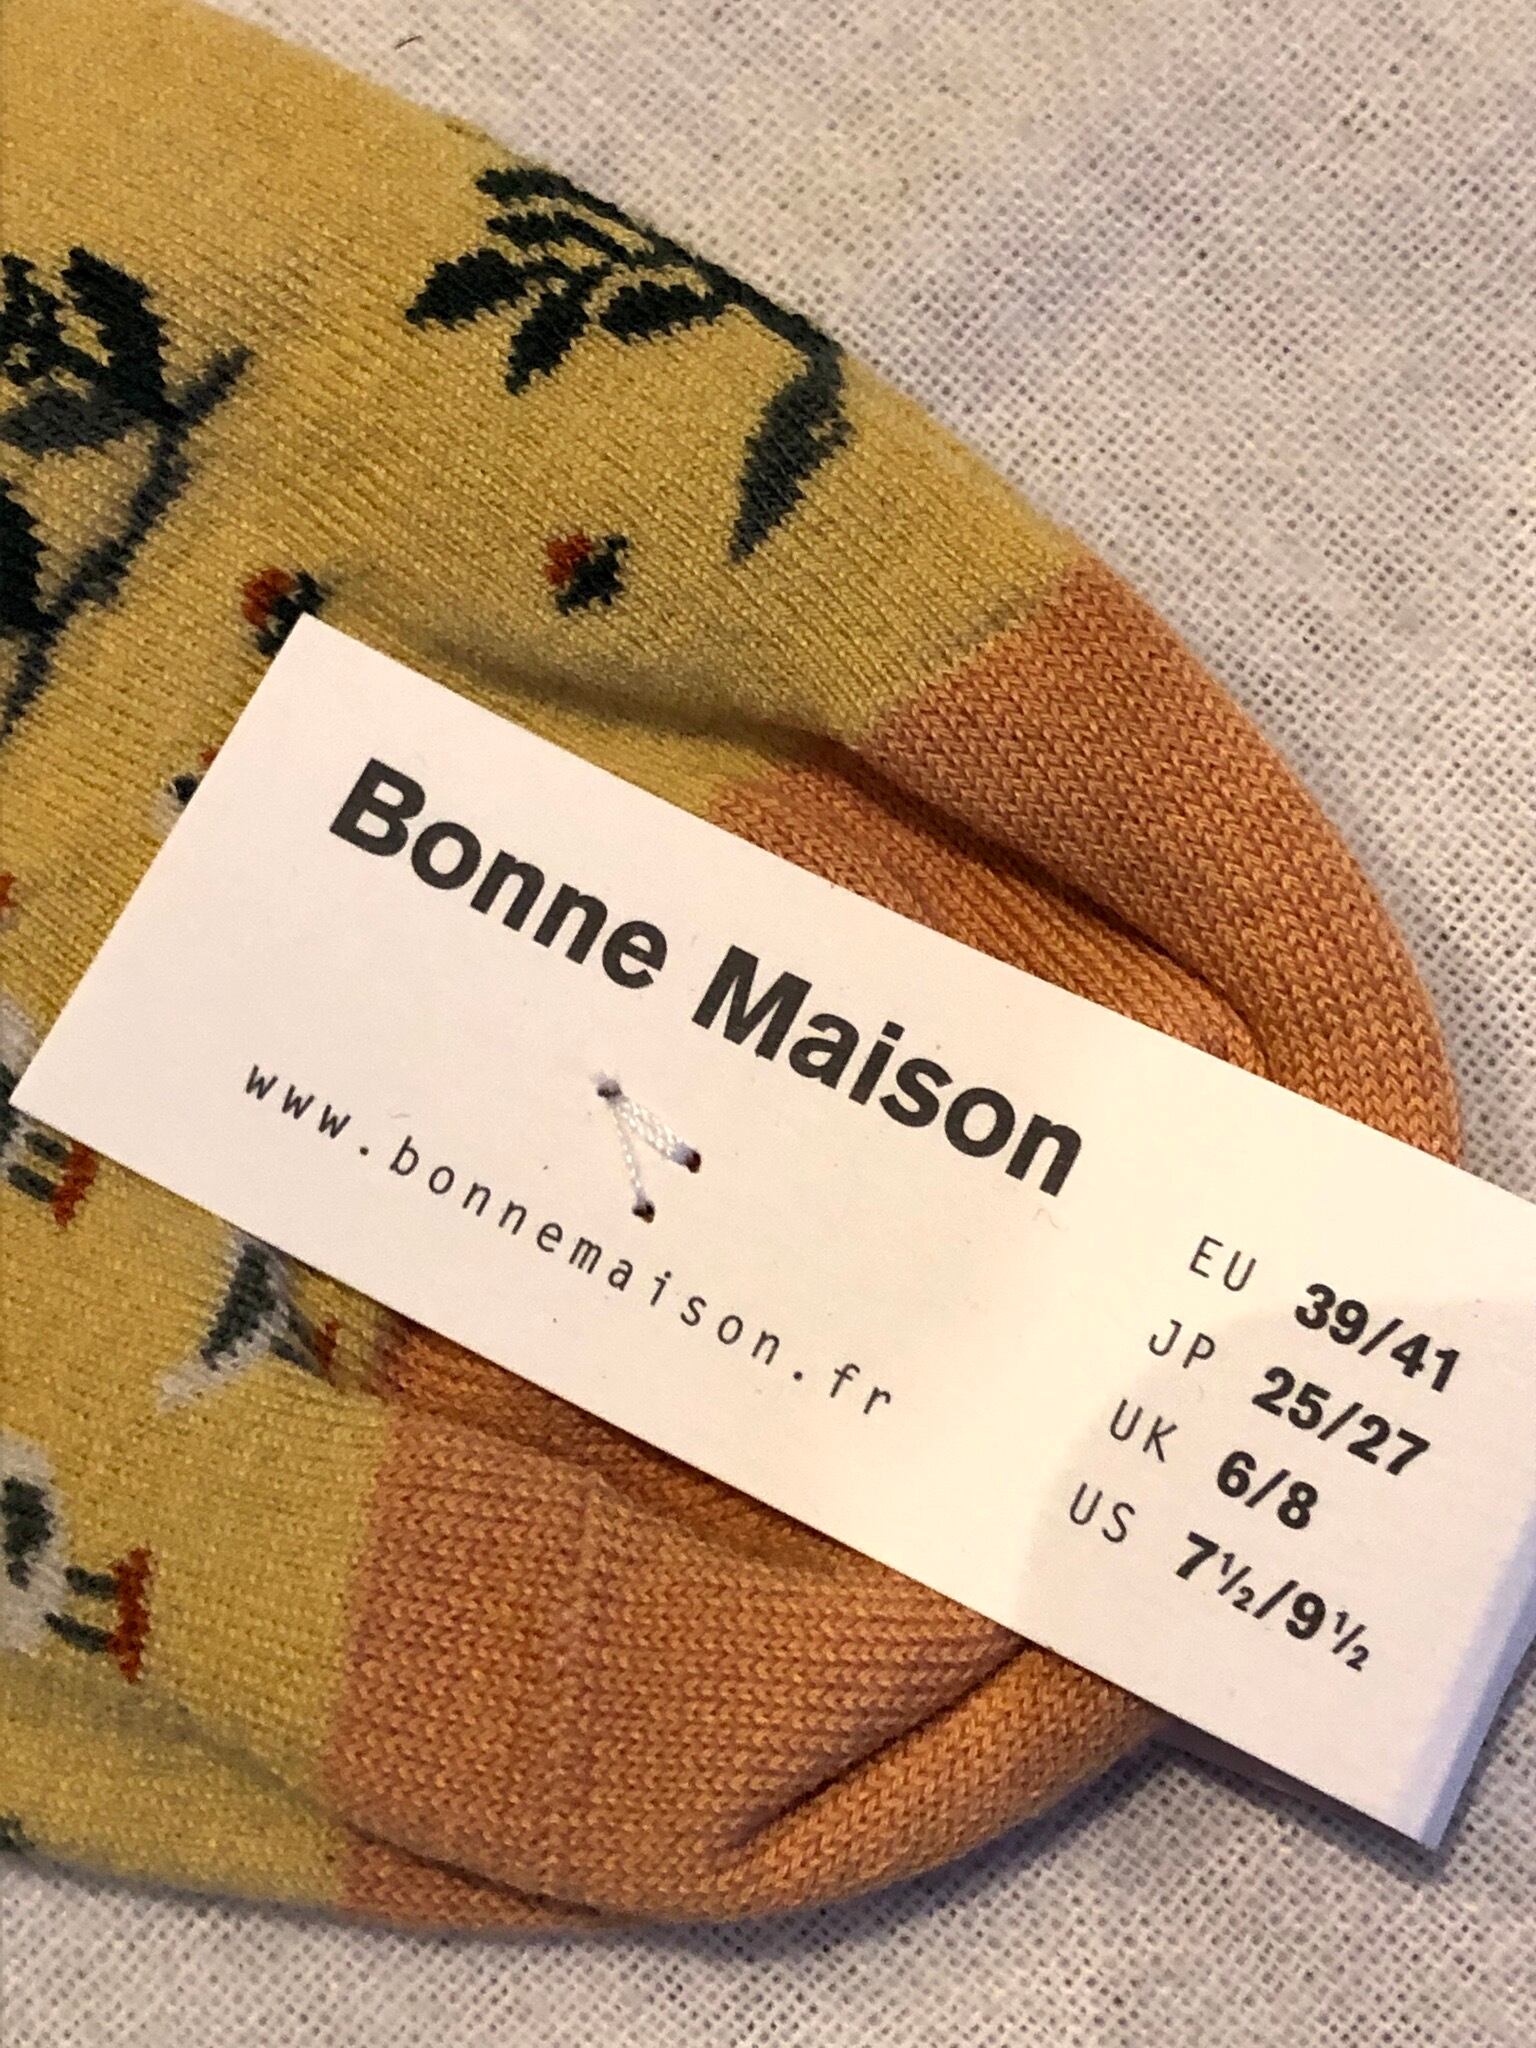 Bonne Maison
www.bonnemaison.fr
EU 39/41
JP 25/27
UK 6/8
US 7½/9½